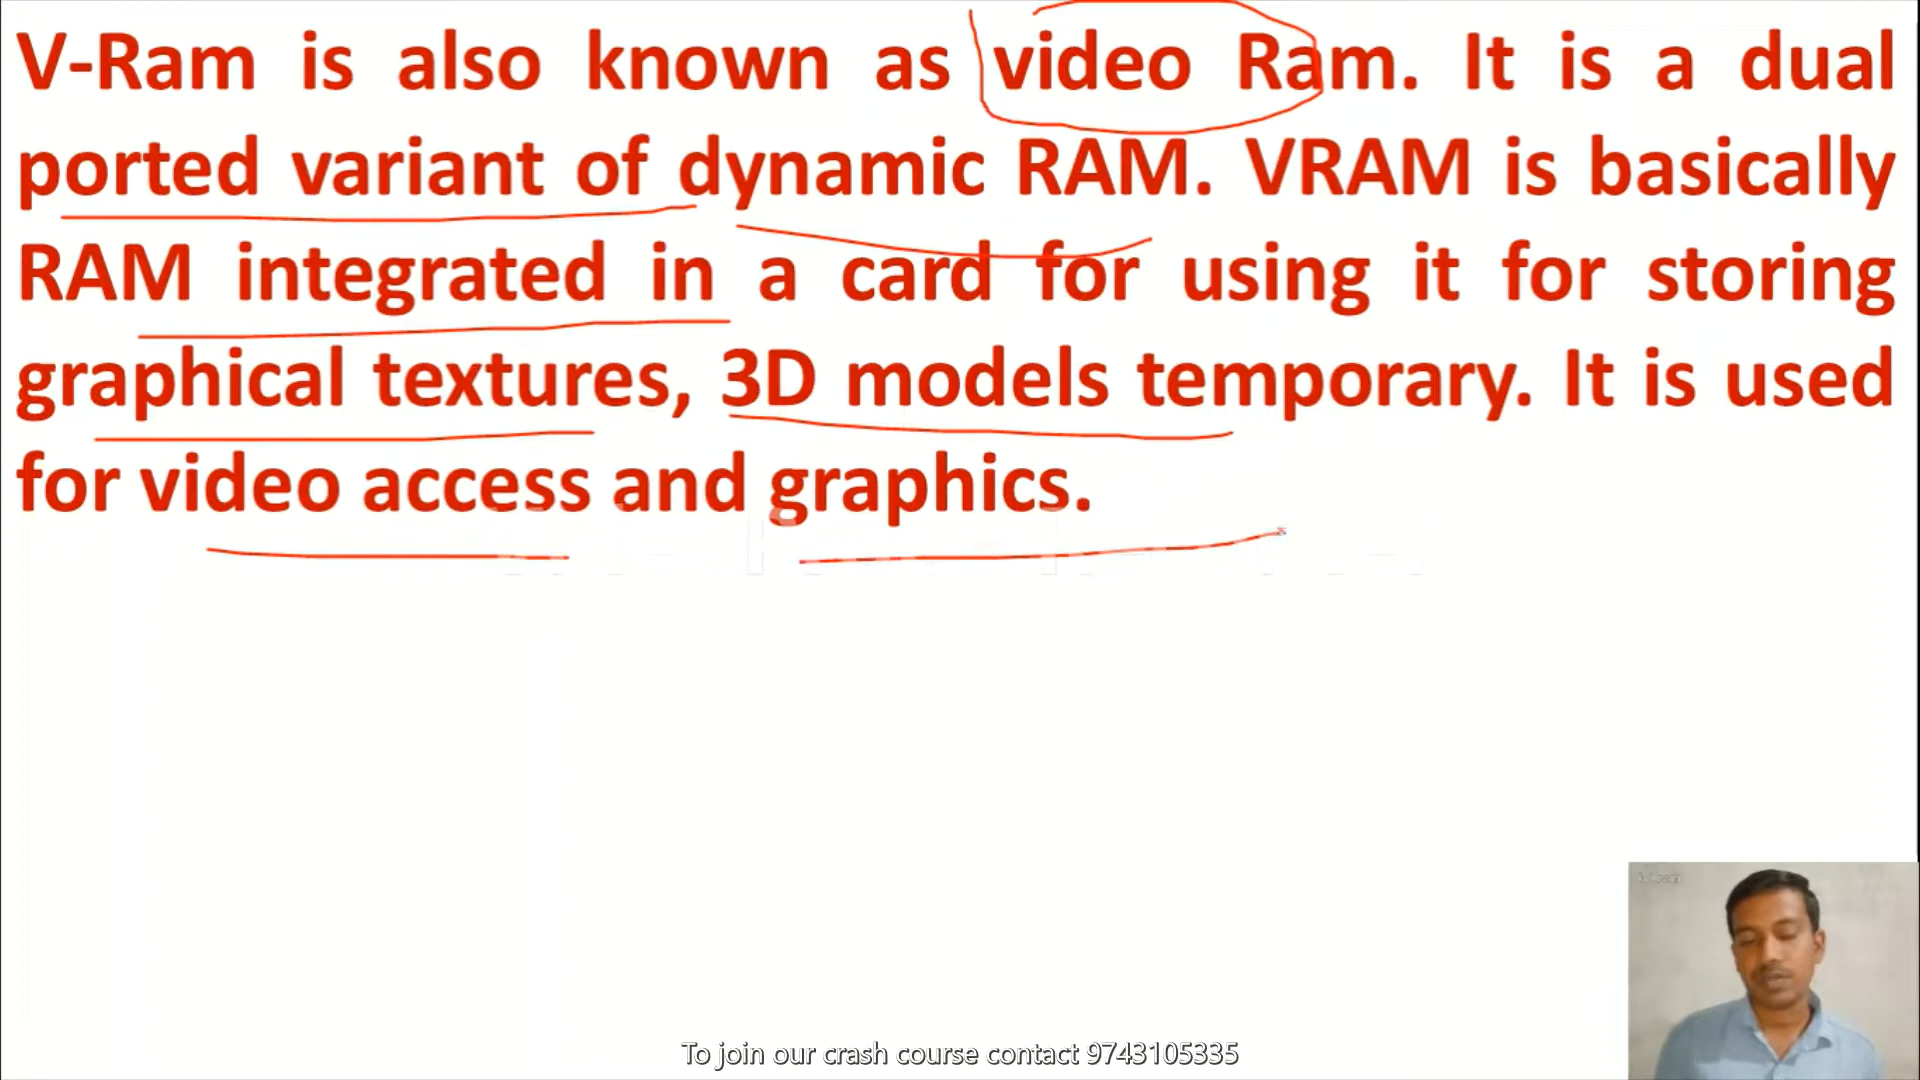 V-Ram is also known as video Ram. It is a dual
ported variant of dynamic RAM. VRAM is basically
RAM integrated in a card for using it for storing
graphical textures, 3D models temporary. It is used
for video access and graphics.
To join our crash course contact 9743105335